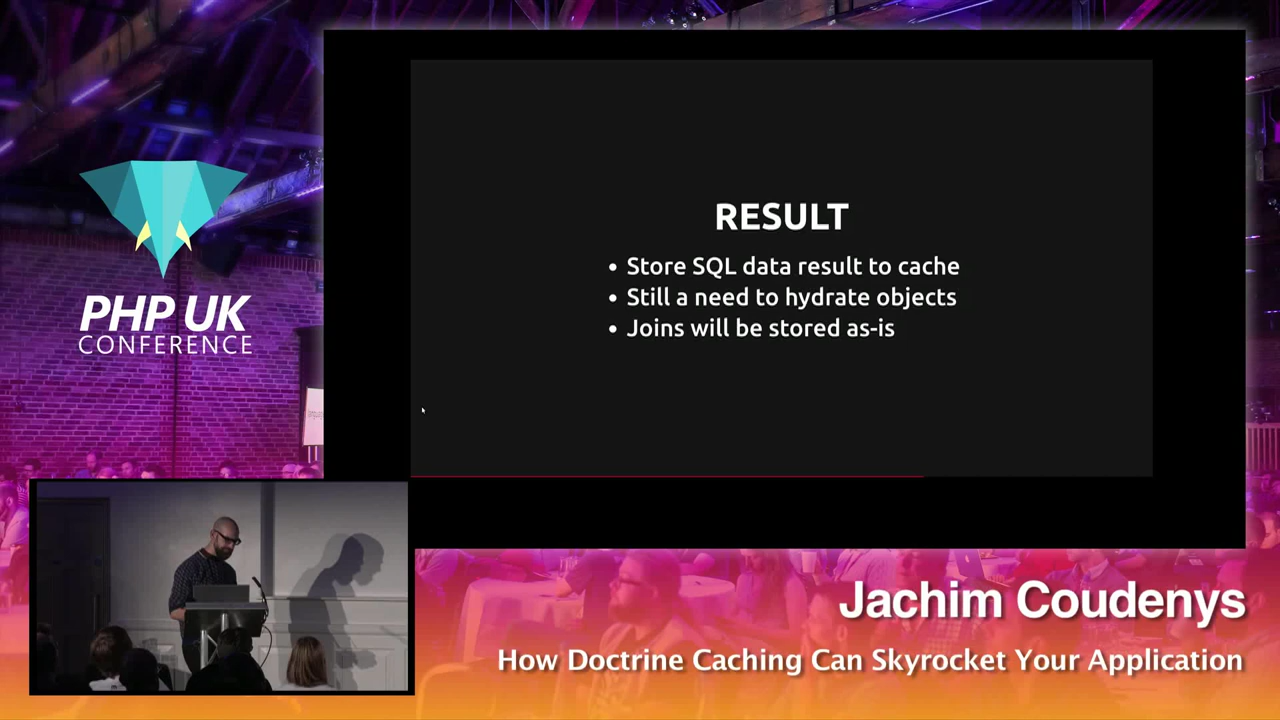 RESULT
• Store SQL data result to cache
• Still a need to hydrate objects
• Joins will be stored as-is
PHP UK
CONFERENCE
Jachim Coudenys
How Doctrine Caching Can Skyrocket Your Application